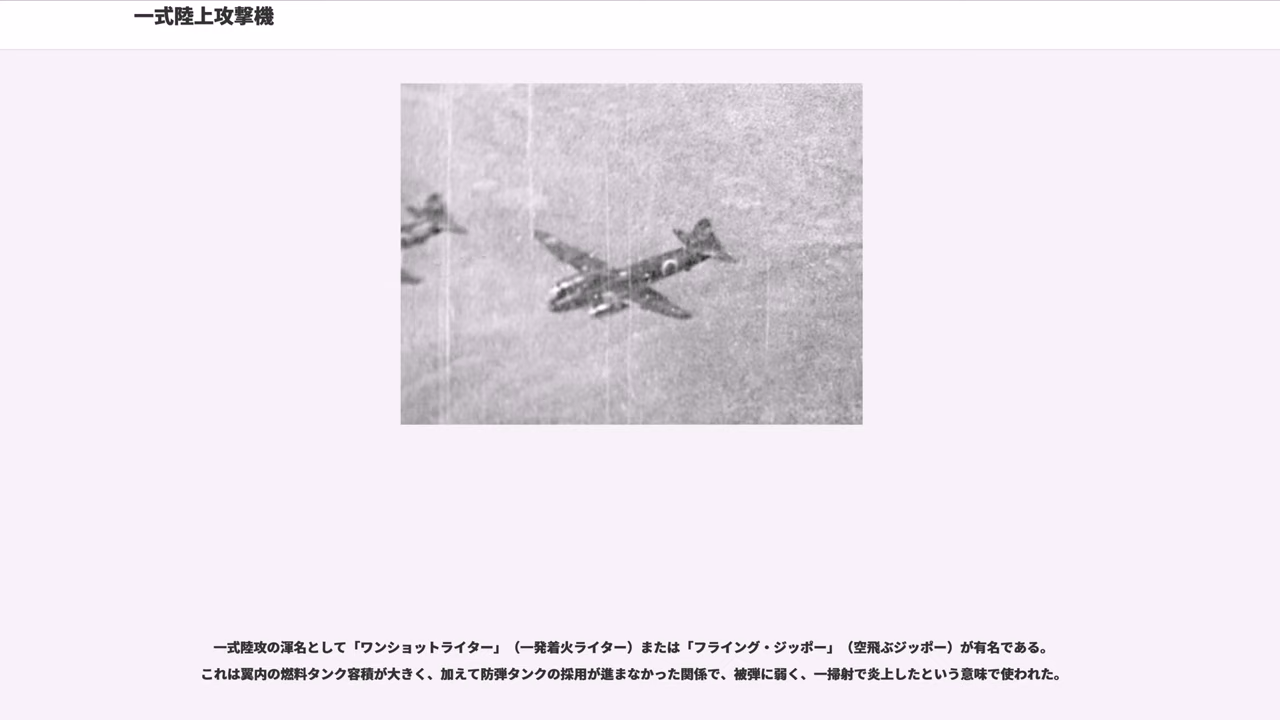 一式陸上攻撃機
一式陸攻の渾名として「ワンショットライター」（一発着火ライター）または「フライング・ジッポー」（空飛ぶジッポー）が有名である。
これは翼内の燃料タンク容積が大きく、加えて防弾タンクの採用が進まなかった関係で、被弾に弱く、一掃射で炎上したという意味で使われた。